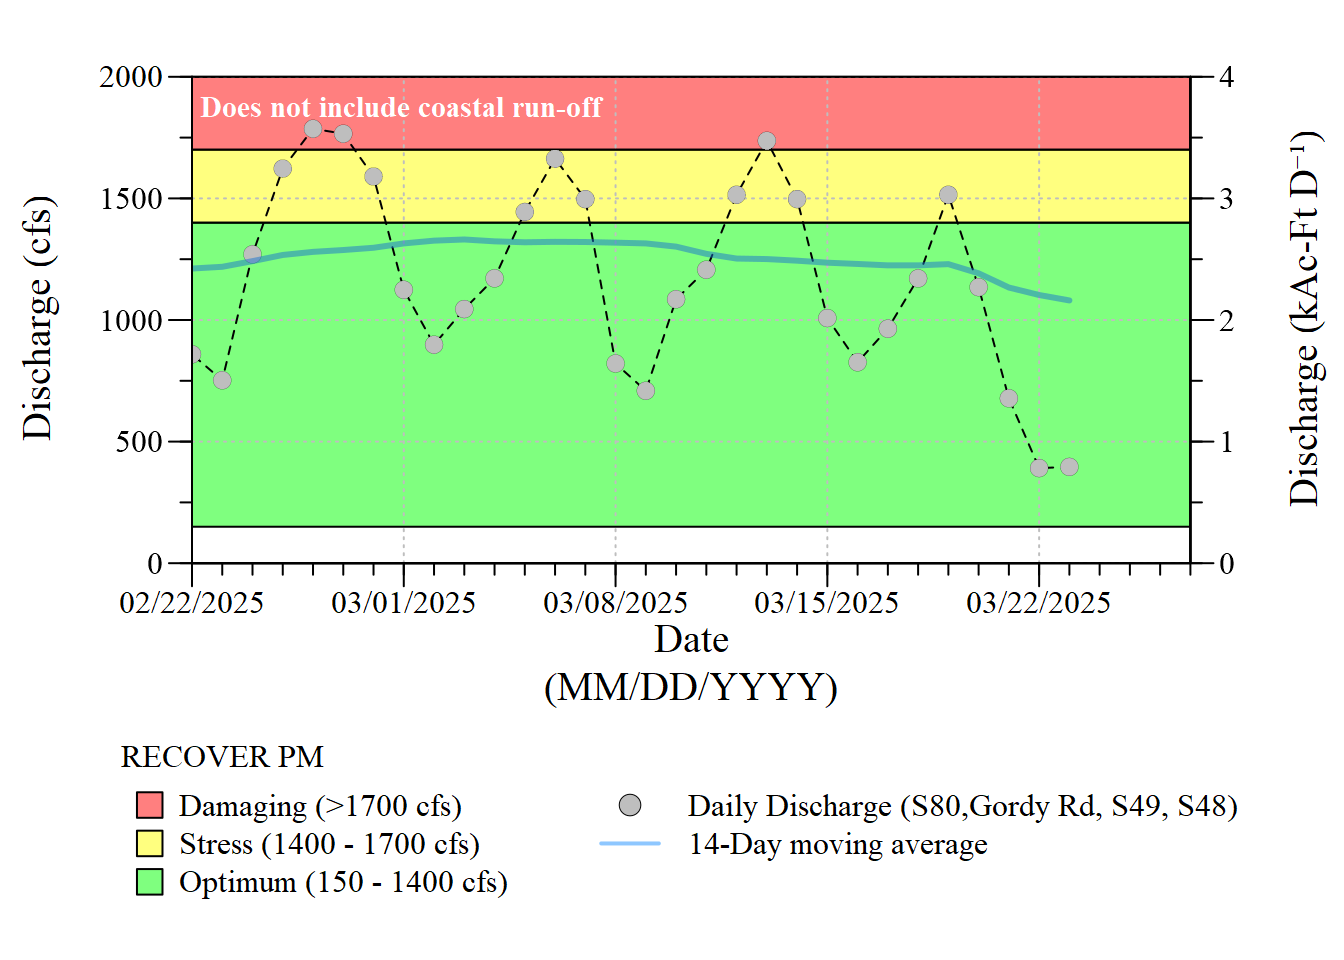 2000
1500
1000
500
0
Discharge (cfs)
Does not include coastal run-off
4
3
2
1
0
Discharge (kAc-Ft D⁻¹)
02/22/2025 03/01/2025 03/08/2025 03/15/2025 03/22/2025
Date
(MM/DD/YYYY)
RECOVER PM
Damaging (>1700 cfs)
Stress (1400 - 1700 cfs)
Optimum (150 - 1400 cfs)
Daily Discharge (S80,Gordy Rd, S49, S48)
14-Day moving average